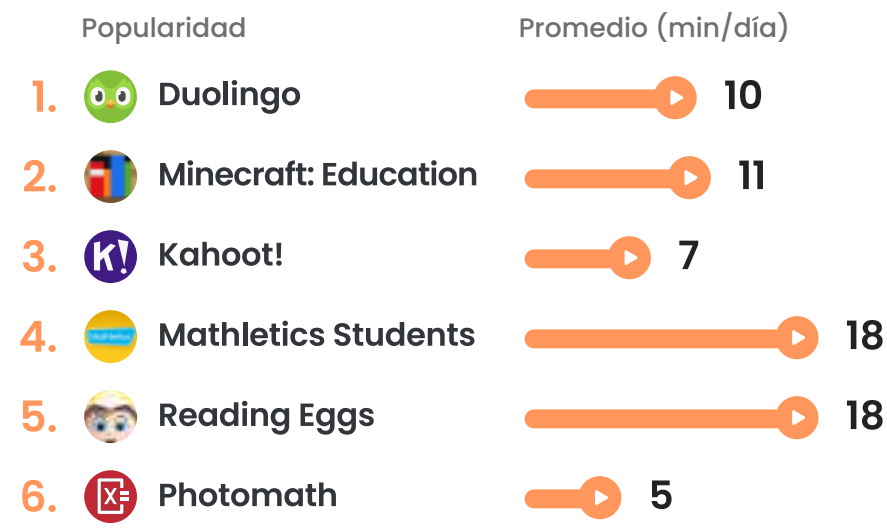 Popularidad Promedio (min/día)
1. Duolingo 10
2. Minecraft: Education 11
3. K! Kahoot! 7
4. Mathletics Students 18
5. Reading Eggs 18
6. X= Photomath 5